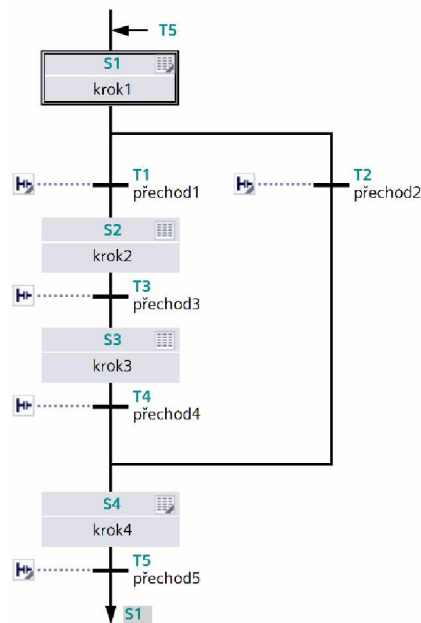 T5
S1
krok1
T1
přechod1
T2
přechod2
S2
krok2
T3
přechod3
S3
krok3
T4
přechod4
S4
krok4
T5
přechod5
S1